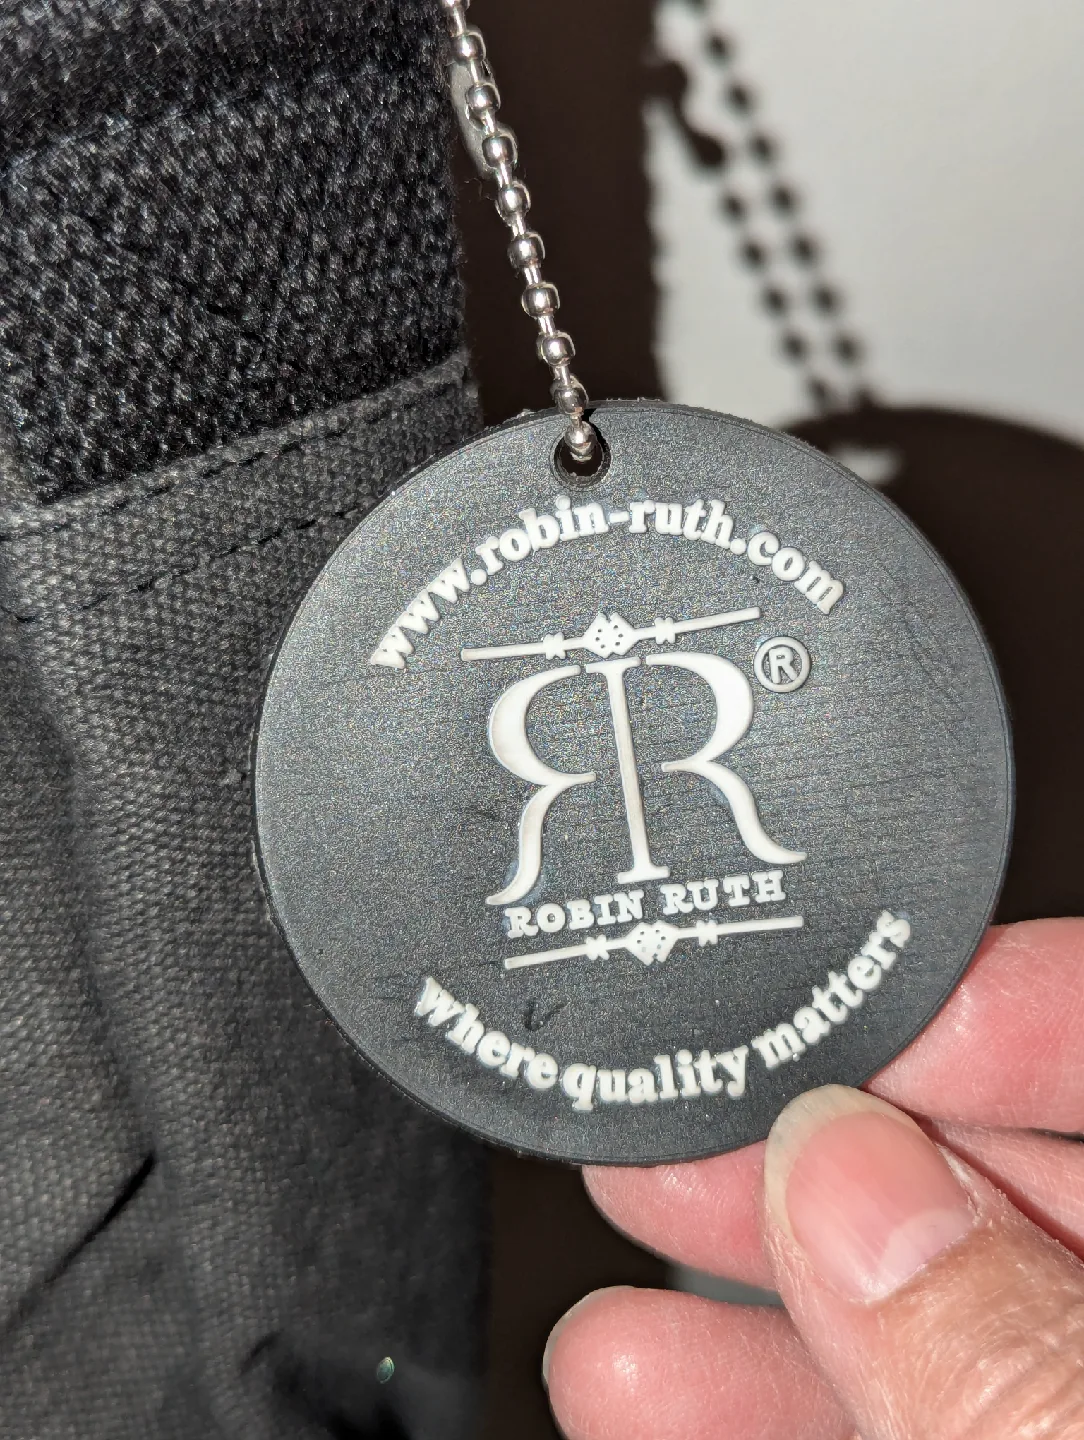 www.robin-ruth.com
RR®
ROBIN RUTH
where quality matters